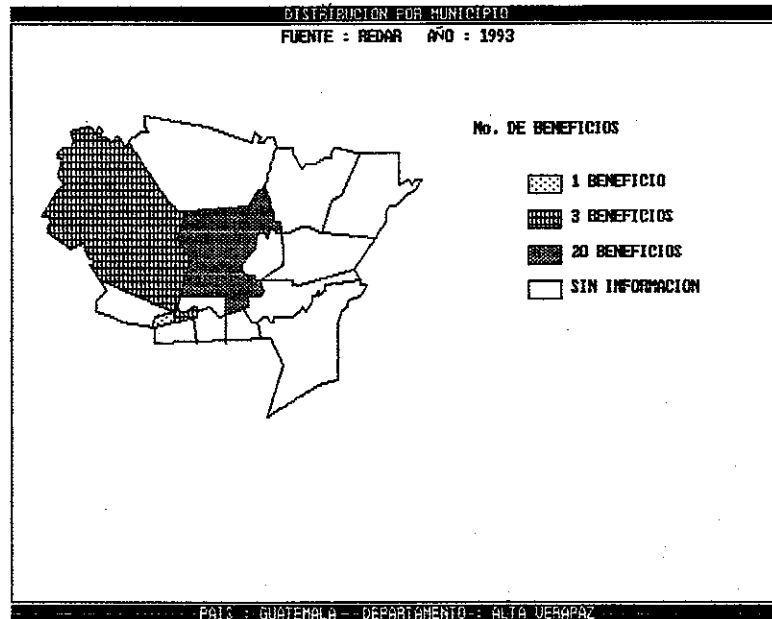 DISTRIBUCION POR MUNICIPIO
FUENTE : REDAR AÑO : 1993
No. DE BENEFICIOS
1 BENEFICIO
3 BENEFICIOS
20 BENEFICIOS
SIN INFORMACION
PAIS : GUATEMALA -- DEPARTAMENTO : ALTA VERAPAZ